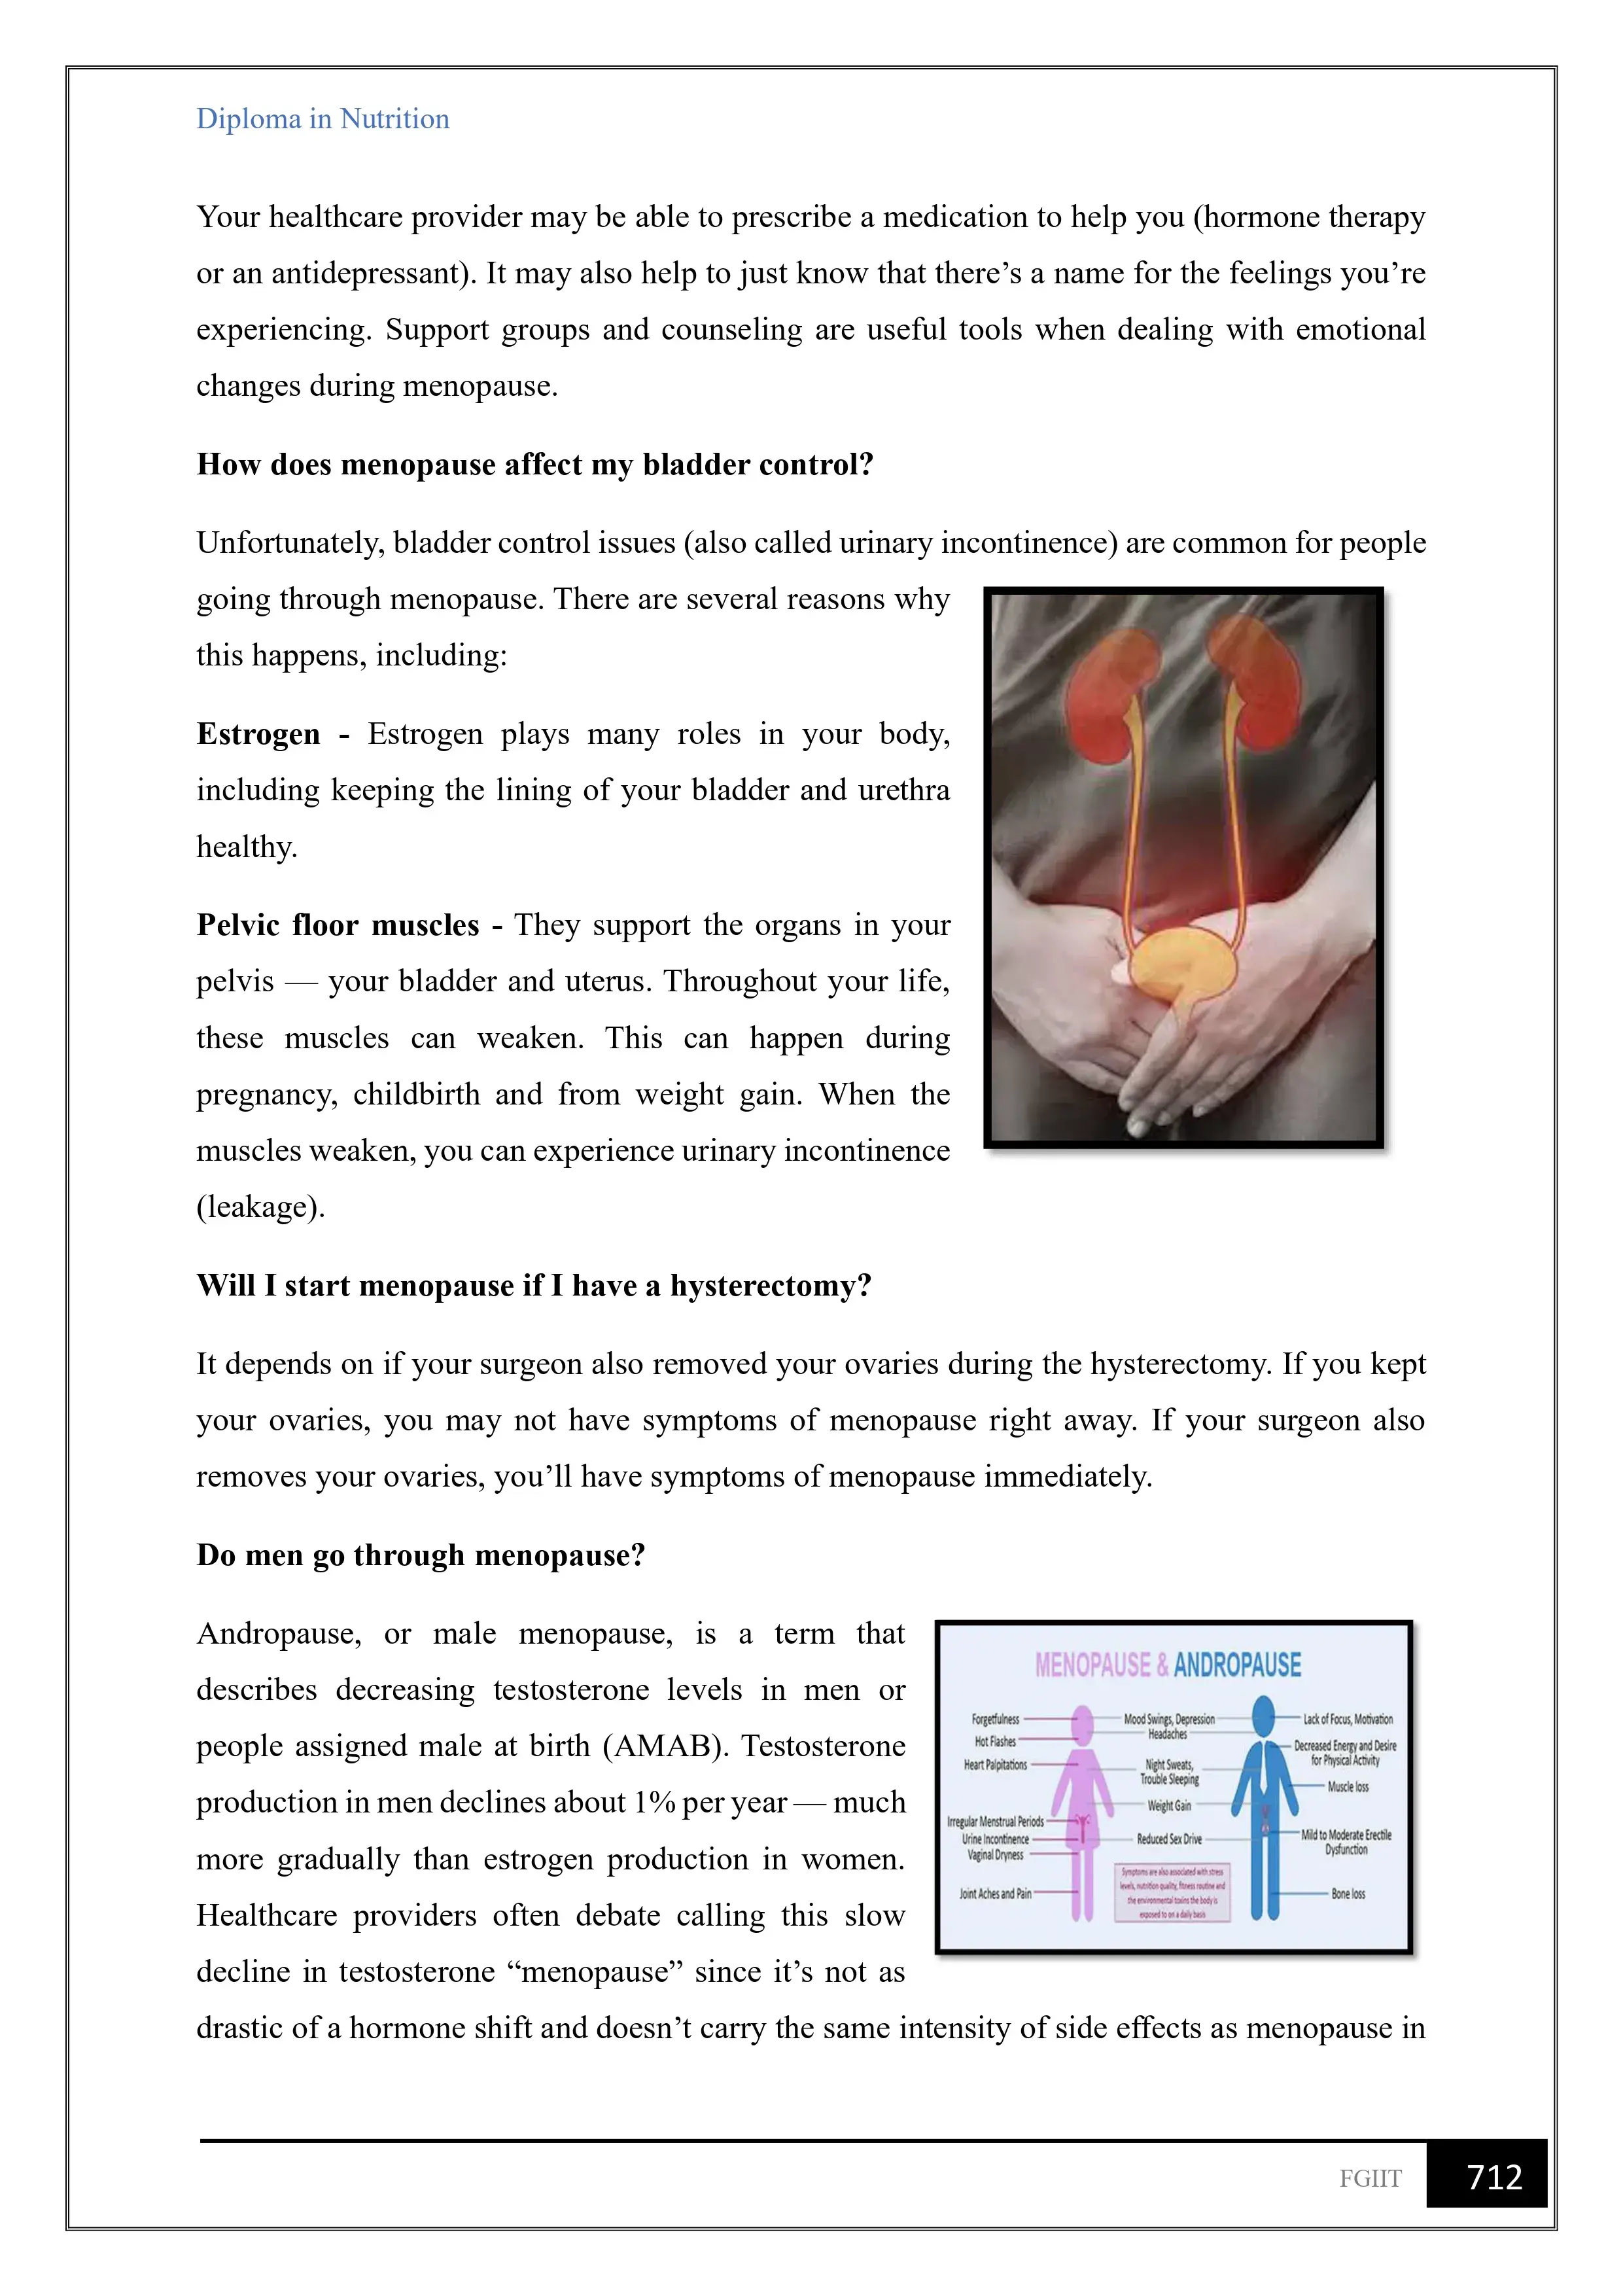 Diploma in Nutrition
Your healthcare provider may be able to prescribe a medication to help you (hormone therapy
or an antidepressant). It may also help to just know that there’s a name for the feelings you’re
experiencing. Support groups and counseling are useful tools when dealing with emotional
changes during menopause.
How does menopause affect my bladder control?
Unfortunately, bladder control issues (also called urinary incontinence) are common for people
going through menopause. There are several reasons why
this happens, including:
Estrogen - Estrogen plays many roles in your body,
including keeping the lining of your bladder and urethra
healthy.
Pelvic floor muscles - They support the organs in your
pelvis — your bladder and uterus. Throughout your life,
these muscles can weaken. This can happen during
pregnancy, childbirth and from weight gain. When the
muscles weaken, you can experience urinary incontinence
(leakage).
Will I start menopause if I have a hysterectomy?
It depends on if your surgeon also removed your ovaries during the hysterectomy. If you kept
your ovaries, you may not have symptoms of menopause right away. If your surgeon also
removes your ovaries, you’ll have symptoms of menopause immediately.
Do men go through menopause?
Andropause, or male menopause, is a term that
describes decreasing testosterone levels in men or
people assigned male at birth (AMAB). Testosterone
production in men declines about 1% per year — much
more gradually than estrogen production in women.
Healthcare providers often debate calling this slow
decline in testosterone “menopause” since it’s not as
drastic of a hormone shift and doesn’t carry the same intensity of side effects as menopause in
MENOPAUSE & ANDROPAUSE
Forgetfulness
Hot Flashes
Heart Palpitations
Irregular Menstrual Periods
Urine Incontinence
Vaginal Dryness
Joint Aches and Pain
Mood Swings, Depression
Headaches
Night Sweats,
Trouble Sleeping
Weight Gain
Reduced Sex Drive
Symptoms are also associated with stress
levels, nutrition quality, fitness routine and
the environmental toxins the body is
exposed to on a daily basis
Lack of Focus, Motivation
Decreased Energy and Desire
for Physical Activity
Muscle loss
Mild to Moderate Erectile
Dysfunction
Bone loss
FGIIT
712